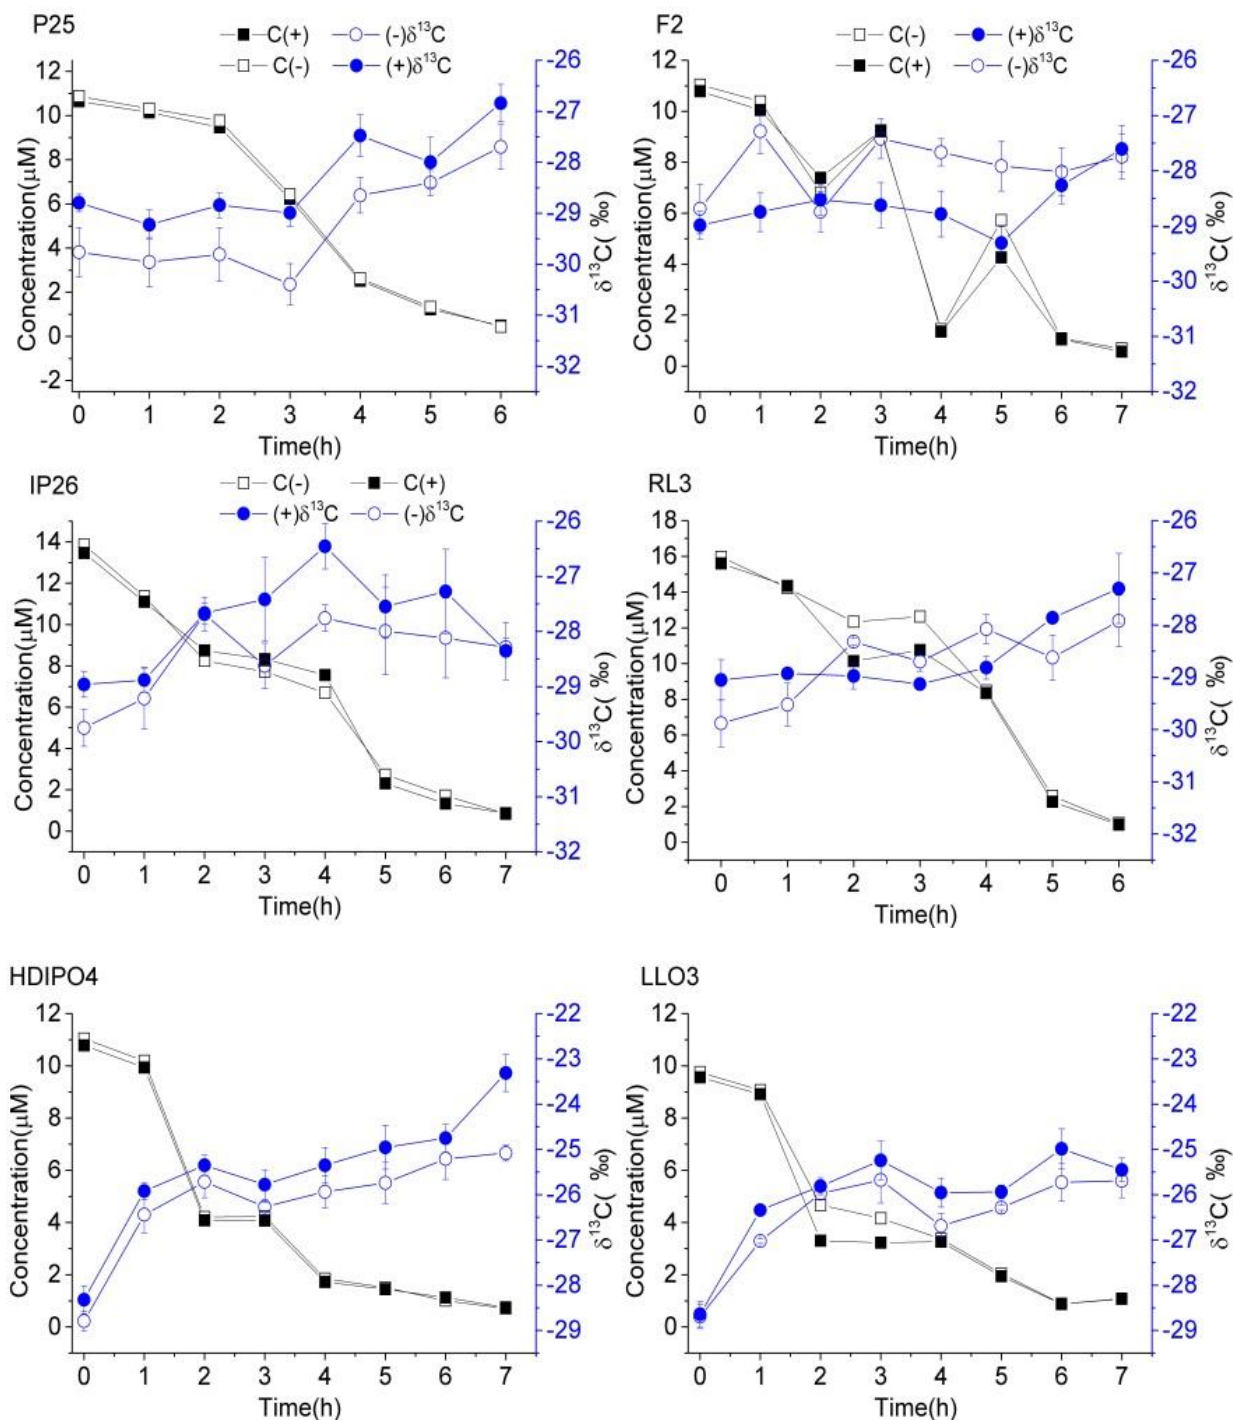 P25
C(+) (-)δ¹³C
C(-) (+)δ¹³C
Concentration(μM)
12
10
8
6
4
2
0
-2
0 1 2 3 4 5 6
Time(h)
-26
-27
-28
-29
-30
-31
-32
δ¹³C( ‰)
F2
C(-) (+)δ¹³C
C(+) (-)δ¹³C
Concentration(μM)
12
10
8
6
4
2
0
0 1 2 3 4 5 6 7
Time(h)
-26
-27
-28
-29
-30
-31
-32
δ¹³C( ‰)
IP26
C(-) C(+)
(+)δ¹³C (-)δ¹³C
Concentration(μM)
14
12
10
8
6
4
2
0
0 1 2 3 4 5 6 7
Time(h)
-26
-27
-28
-29
-30
-31
-32
δ¹³C( ‰)
RL3
Concentration(μM)
18
16
14
12
10
8
6
4
2
0
0 1 2 3 4 5 6
Time(h)
-26
-27
-28
-29
-30
-31
-32
δ¹³C( ‰)
HDIPO4
Concentration(μM)
12
10
8
6
4
2
0
0 1 2 3 4 5 6 7
Time(h)
-22
-23
-24
-25
-26
-27
-28
-29
δ¹³C( ‰)
LLO3
Concentration(μM)
12
10
8
6
4
2
0
0 1 2 3 4 5 6 7
Time(h)
-22
-23
-24
-25
-26
-27
-28
-29
δ¹³C( ‰)